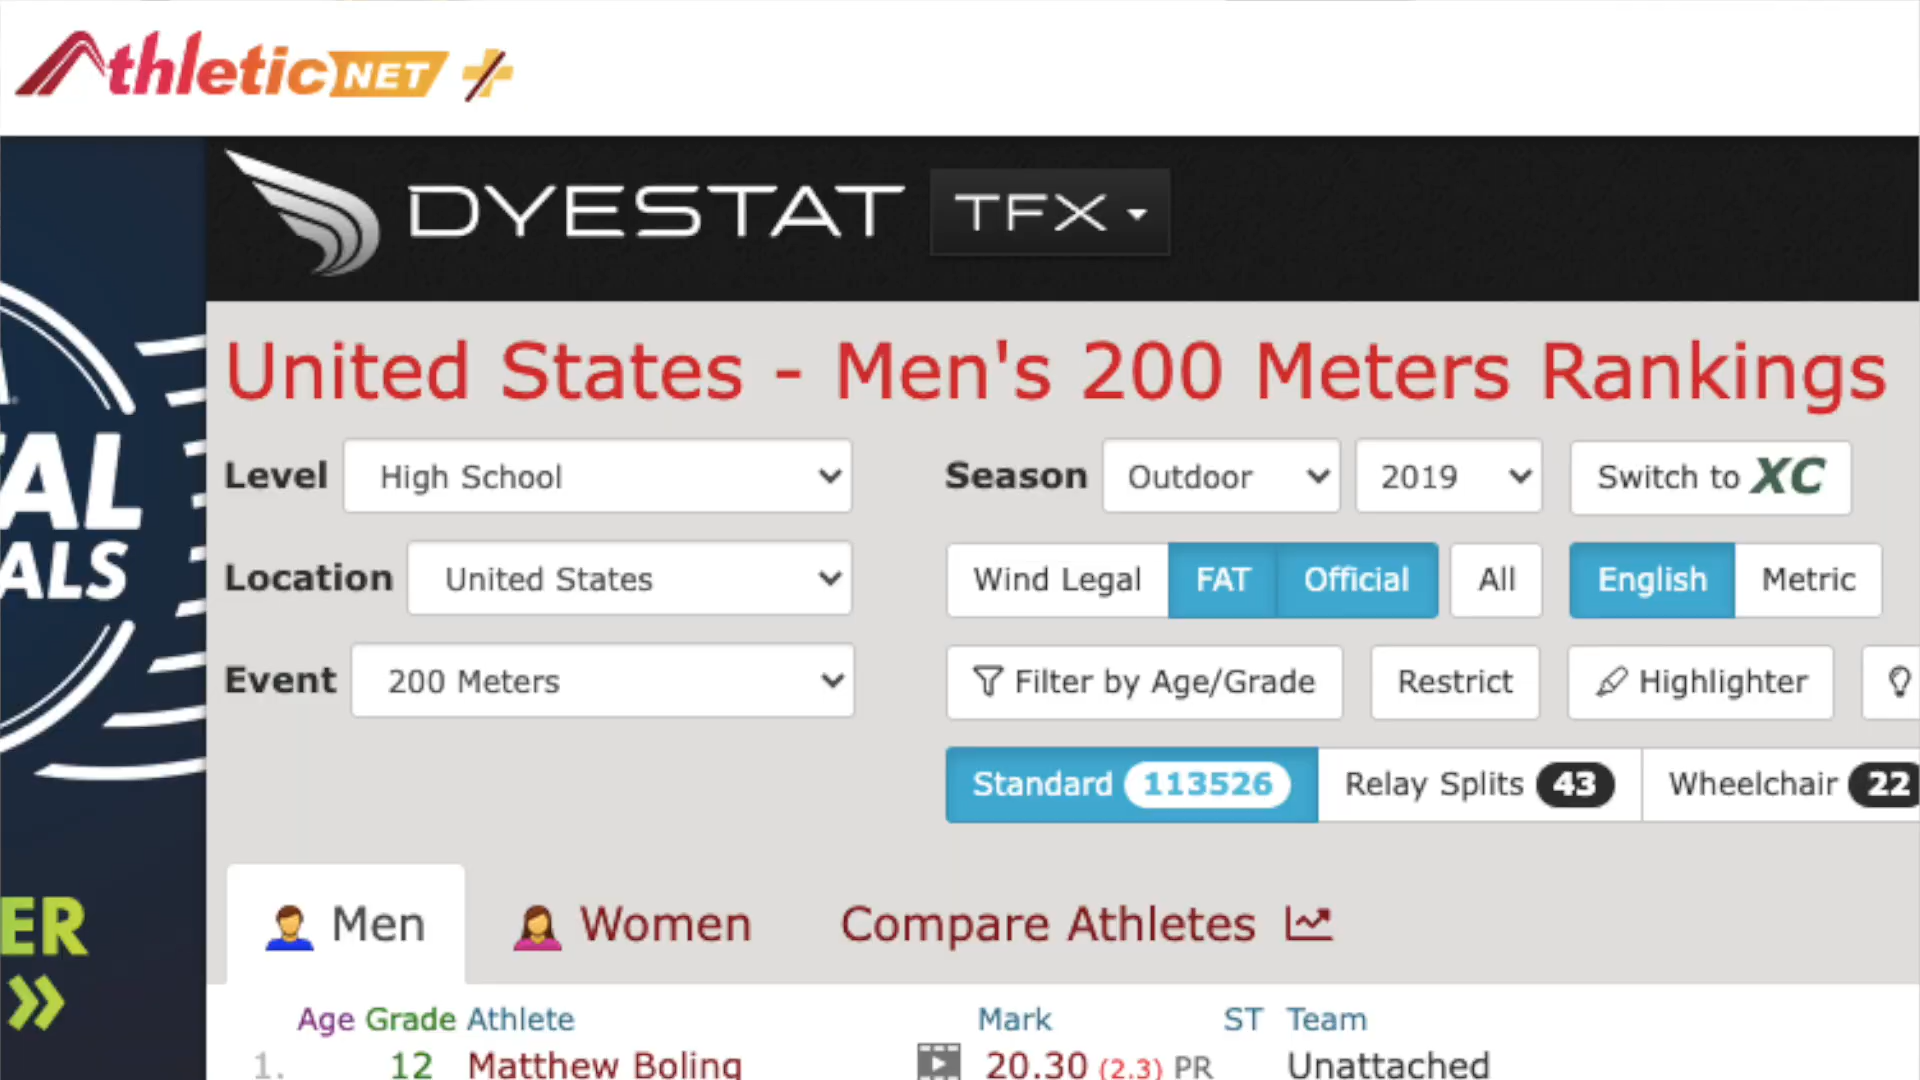 Athletic NET
DYESTAT TFX
United States - Men's 200 Meters Rankings
Level High School Season Outdoor 2019 Switch to XC
Location United States Wind Legal FAT Official All English Metric
Event 200 Meters Filter by Age/Grade Restrict Highlighter
Standard 113526 Relay Splits 43 Wheelchair 22
Men Women Compare Athletes
Age Grade Athlete Mark ST Team
1. 12 Matthew Boling 20.30 (2.3) PR Unattached